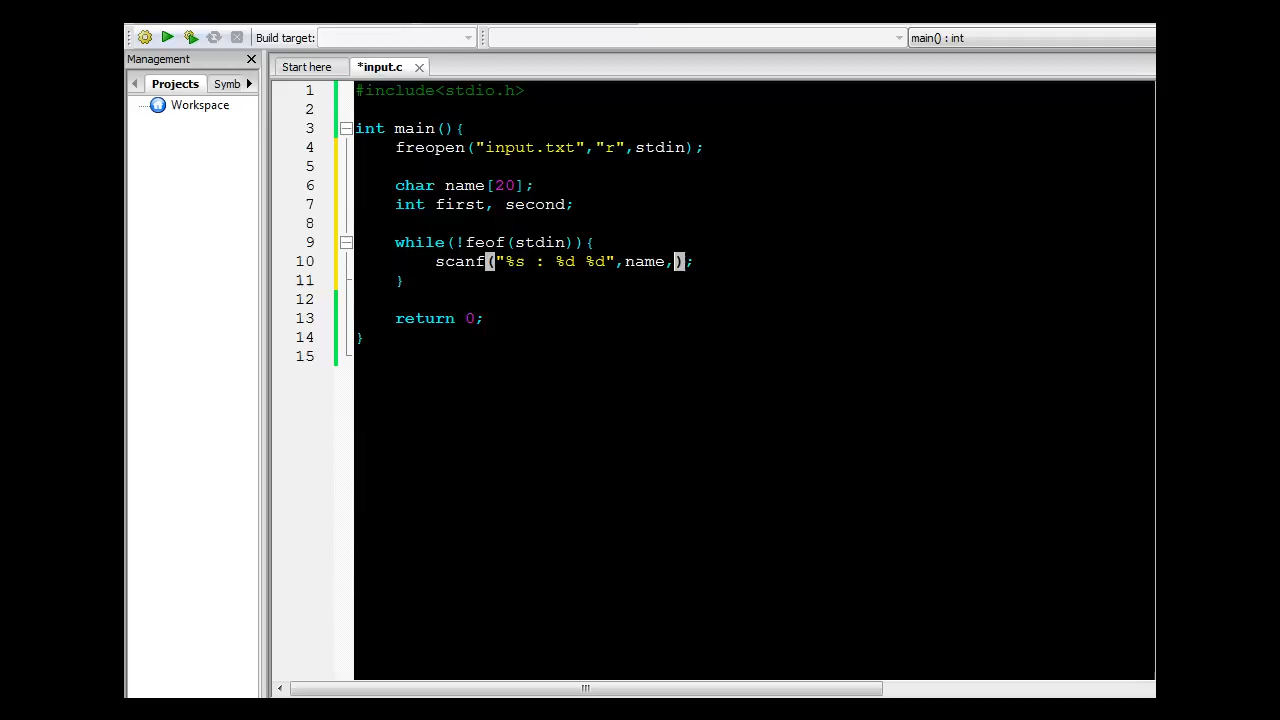 Build target:
main() : int
Management
Start here
*input.c
Projects
Symb
Workspace
1 #include<stdio.h>
2
3 int main(){
4 freopen("input.txt","r",stdin);
5
6 char name[20];
7 int first, second;
8
9 while(!feof(stdin)){
10 scanf("%s : %d %d",name,);
11 }
12
13 return 0;
14 }
15